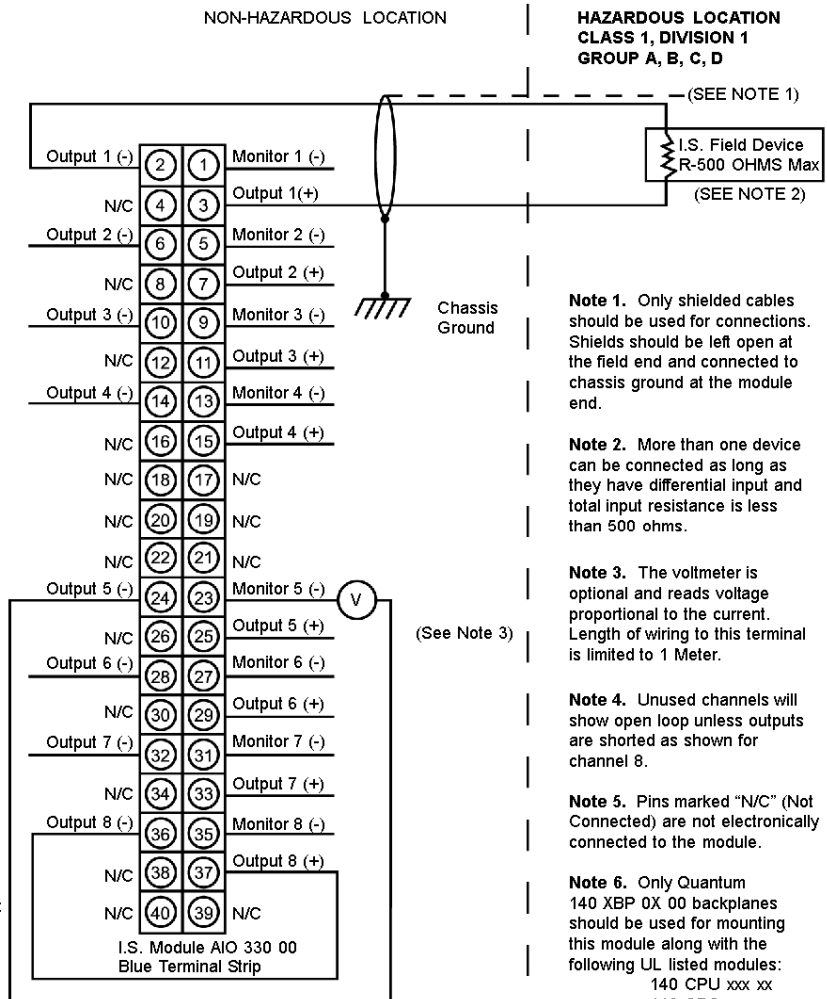 NON-HAZARDOUS LOCATION
HAZARDOUS LOCATION
CLASS 1, DIVISION 1
GROUP A, B, C, D
(SEE NOTE 1)
I.S. Field Device
R-500 OHMS Max
(SEE NOTE 2)
Output 1 (-) 2 1 Monitor 1 (-)
N/C 4 3 Output 1(+)
Output 2 (-) 6 5 Monitor 2 (-)
N/C 8 7 Output 2 (+)
Output 3 (-) 10 9 Monitor 3 (-)
N/C 12 11 Output 3 (+)
Output 4 (-) 14 13 Monitor 4 (-)
N/C 16 15 Output 4 (+)
N/C 18 17 N/C
N/C 20 19 N/C
N/C 22 21 N/C
Output 5 (-) 24 23 Monitor 5 (-) V
N/C 26 25 Output 5 (+)
Output 6 (-) 28 27 Monitor 6 (-)
N/C 30 29 Output 6 (+)
Output 7 (-) 32 31 Monitor 7 (-)
N/C 34 33 Output 7 (+)
Output 8 (-) 36 35 Monitor 8 (-)
N/C 38 37 Output 8 (+)
N/C 40 39 N/C
I.S. Module AIO 330 00
Blue Terminal Strip
Chassis
Ground
(See Note 3)
Note 1. Only shielded cables
should be used for connections.
Shields should be left open at
the field end and connected to
chassis ground at the module
end.
Note 2. More than one device
can be connected as long as
they have differential input and
total input resistance is less
than 500 ohms.
Note 3. The voltmeter is
optional and reads voltage
proportional to the current.
Length of wiring to this terminal
is limited to 1 Meter.
Note 4. Unused channels will
show open loop unless outputs
are shorted as shown for
channel 8.
Note 5. Pins marked “N/C” (Not
Connected) are not electronically
connected to the module.
Note 6. Only Quantum
140 XBP 0X 00 backplanes
should be used for mounting
this module along with the
following UL listed modules:
140 CPU xxx xx